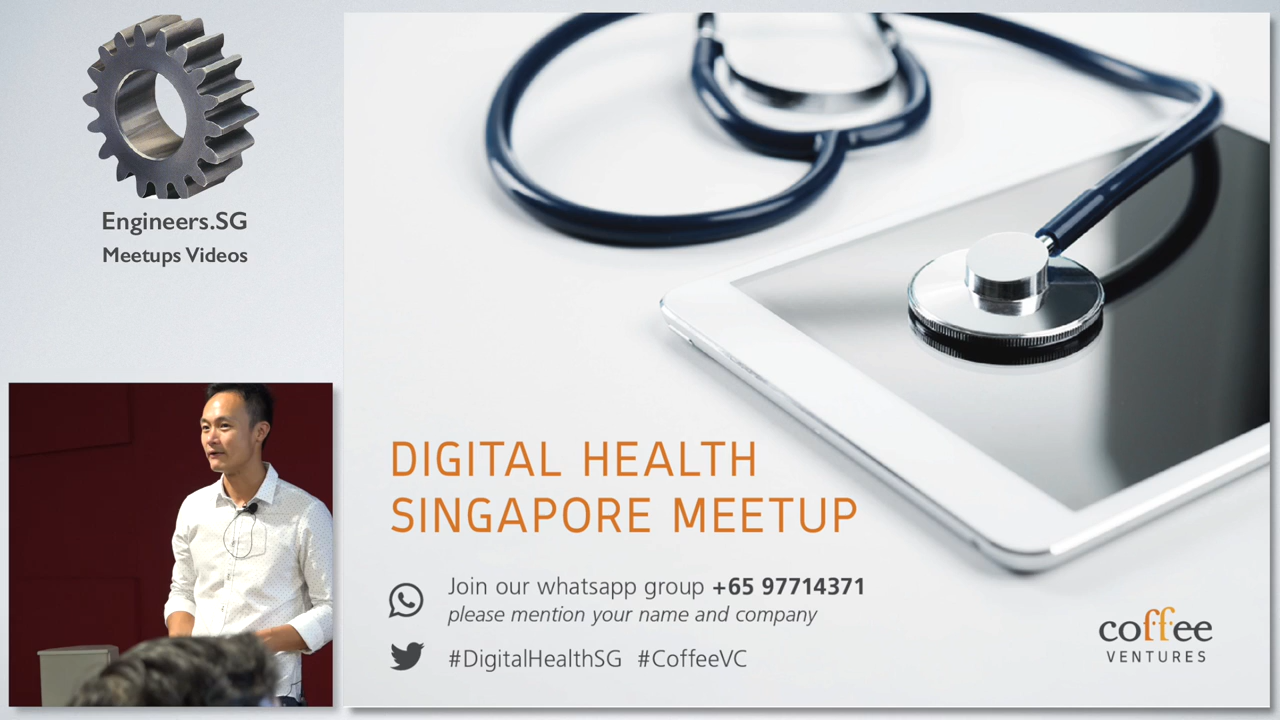 Engineers.SG
Meetups Videos
DIGITAL HEALTH
SINGAPORE MEETUP
Join our whatsapp group +65 97714371
please mention your name and company
#DigitalHealthSG #CoffeeVC
coffee
VENTURES